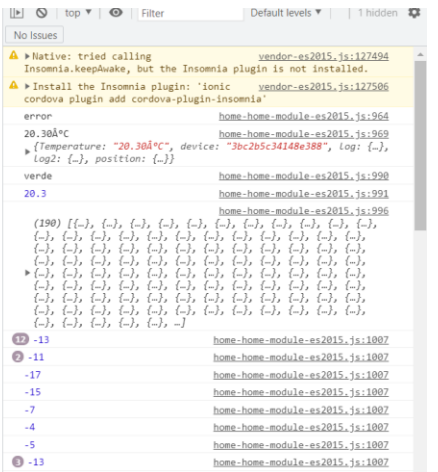 top ▼ Filter Default levels ▼ 1 hidden
No Issues
▶Native: tried calling vendor-es2015.js:127494
Insomnia.keepAwake, but the Insomnia plugin is not installed.
▶Install the Insomnia plugin: 'ionic vendor-es2015.js:127506
cordova plugin add cordova-plugin-insomnia'
error home-home-module-es2015.js:964
20.30ÂºC home-home-module-es2015.js:969
▶{Temperature: "20.30ÂºC", device: "3bc2b5c34148e388", log: {…},
log2: {…}, position: {…}}
verde home-home-module-es2015.js:990
20.3 home-home-module-es2015.js:991
home-home-module-es2015.js:996
(190) [{…}, {…}, {…}, {…}, {…}, {…}, {…}, {…}, {…}, {…}, {…},
{…}, {…}, {…}, {…}, {…}, {…}, {…}, {…}, {…}, {…}, {…}, {…},
{…}, {…}, {…}, {…}, {…}, {…}, {…}, {…}, {…}, {…}, {…}, {…},
{…}, {…}, {…}, {…}, {…}, {…}, {…}, {…}, {…}, {…}, {…}, {…},
▶{…}, {…}, {…}, {…}, {…}, {…}, {…}, {…}, {…}, {…}, {…}, {…},
{…}, {…}, {…}, {…}, {…}, {…}, {…}, {…}, {…}, {…}, {…}, {…},
{…}, {…}, {…}, {…}, {…}, {…}, {…}, {…}, {…}, {…}, {…}, {…},
{…}, {…}, {…}, {…}, {…}, {…}, {…}, {…}, {…}, {…}, {…}, {…},
{…}, {…}, {…}, {…}, {…}, …]
12 -13 home-home-module-es2015.js:1007
2 -11 home-home-module-es2015.js:1007
-17 home-home-module-es2015.js:1007
-15 home-home-module-es2015.js:1007
-7 home-home-module-es2015.js:1007
-4 home-home-module-es2015.js:1007
-5 home-home-module-es2015.js:1007
3 -13 home-home-module-es2015.js:1007